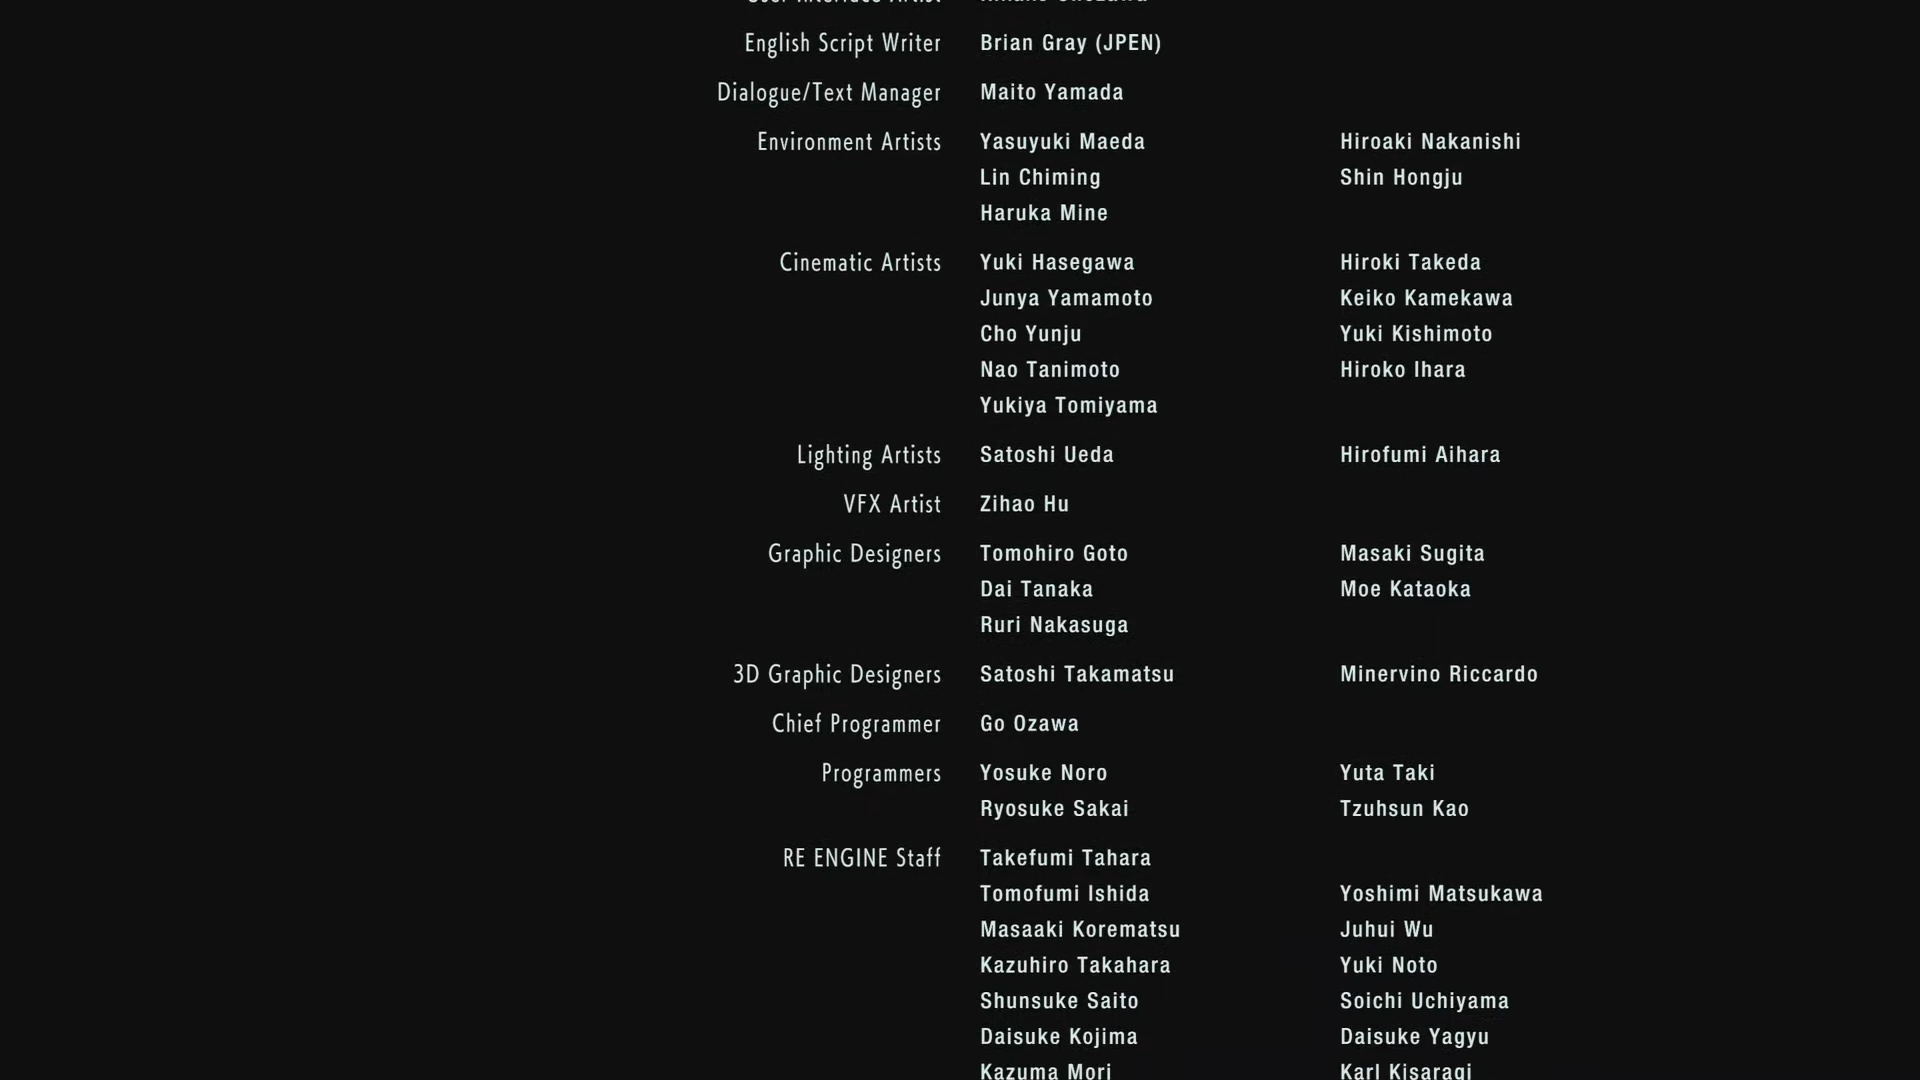 User Interface Artist
English Script Writer Brian Gray (JPEN)
Dialogue/Text Manager Maito Yamada
Environment Artists Yasuyuki Maeda Hiroaki Nakanishi
Lin Chiming Shin Hongju
Haruka Mine
Cinematic Artists Yuki Hasegawa Hiroki Takeda
Junya Yamamoto Keiko Kamekawa
Cho Yunju Yuki Kishimoto
Nao Tanimoto Hiroko Ihara
Yukiya Tomiyama
Lighting Artists Satoshi Ueda Hirofumi Aihara
VFX Artist Zihao Hu
Graphic Designers Tomohiro Goto Masaki Sugita
Dai Tanaka Moe Kataoka
Ruri Nakasuga
3D Graphic Designers Satoshi Takamatsu Minervino Riccardo
Chief Programmer Go Ozawa
Programmers Yosuke Noro Yuta Taki
Ryosuke Sakai Tzuhsun Kao
RE ENGINE Staff Takefumi Tahara
Tomofumi Ishida Yoshimi Matsukawa
Masaaki Korematsu Juhui Wu
Kazuhiro Takahara Yuki Noto
Shunsuke Saito Soichi Uchiyama
Daisuke Kojima Daisuke Yagyu
Kazuma Mori Karl Kisaragi